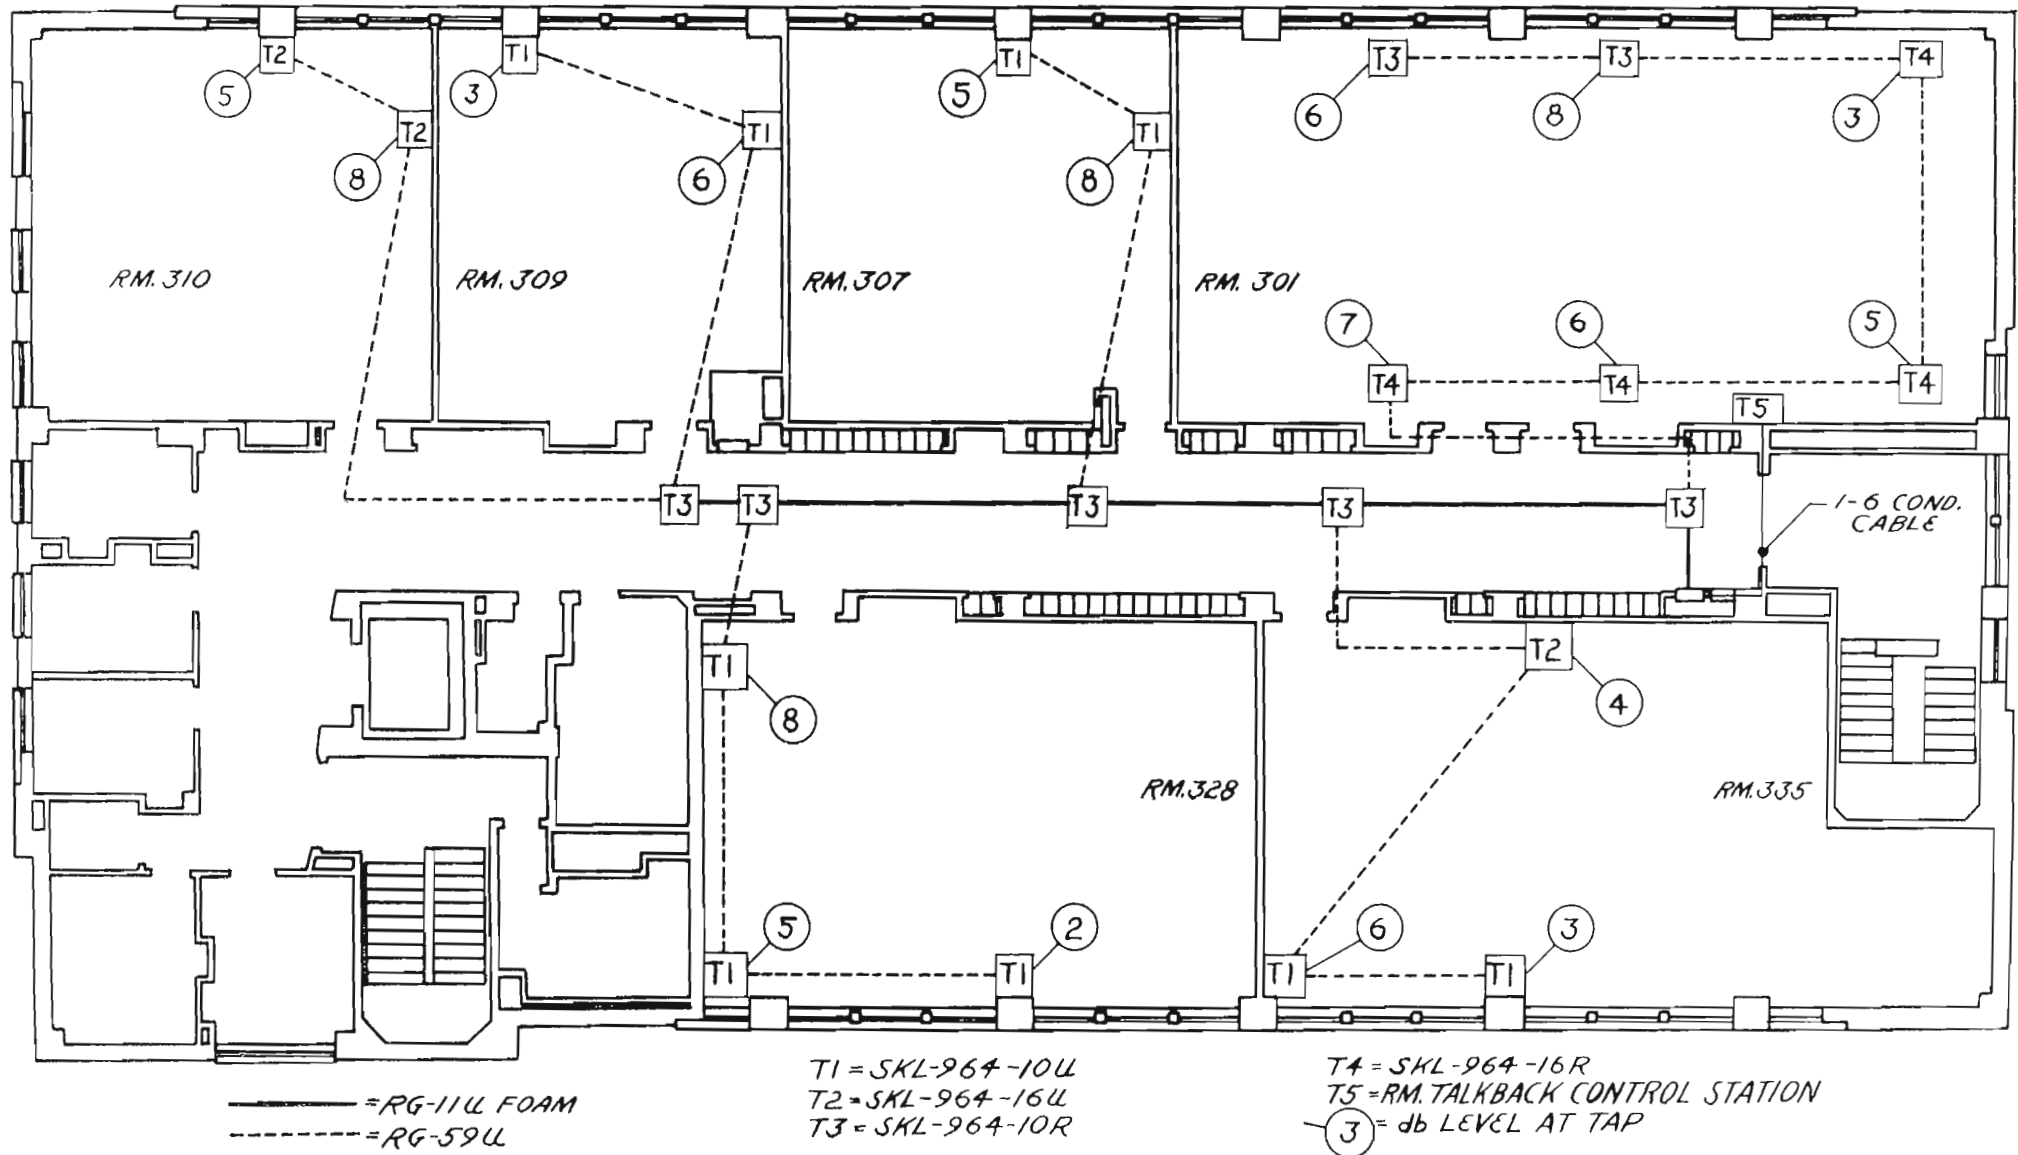 T2
T1
T1
T3
T3
T4
5
3
5
6
8
3
T2
T1
T1
8
6
8
RM. 310
RM. 309
RM. 307
RM. 301
7
6
5
T4
T4
T4
T5
T3
T3
T3
T3
T3
1-6 COND.
CABLE
T1
T2
8
4
RM. 328
RM. 335
5
2
6
3
T1
T1
T1
T1
= RG-11U FOAM
= RG-59U
T1 = SKL-964-10U
T2 = SKL-964-16U
T3 = SKL-964-10R
T4 = SKL-964-16R
T5 = RM. TALKBACK CONTROL STATION
3 = db LEVEL AT TAP